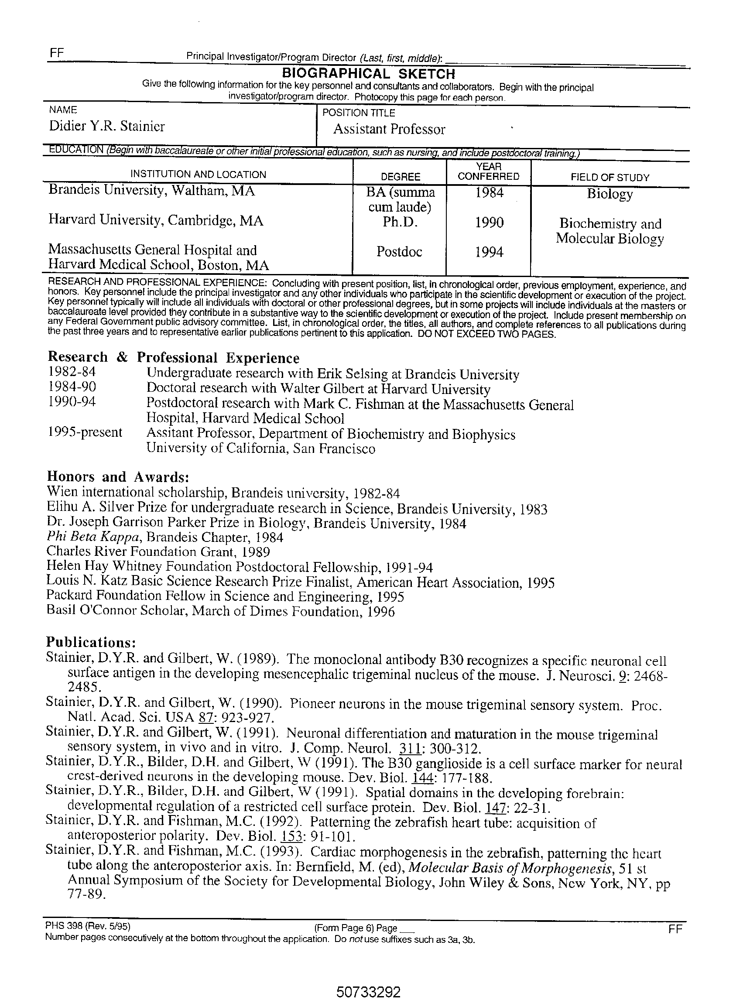 FF
Principal Investigator/Program Director (Last, first, middle):
BIOGRAPHICAL SKETCH
Give the following information for the key personnel and consultants and collaborators. Begin with the principal
investigator/program director. Photocopy this page for each person.
NAME
POSITION TITLE
Didier Y.R. Stainier
Assistant Professor
EDUCATION (Begin with baccalaureate or other initial professional education, such as nursing, and include postdoctoral training.)
INSTITUTION AND LOCATION
DEGREE
YEAR
CONFERRED
FIELD OF STUDY
Brandeis University, Waltham, MA
BA (summa
cum laude)
1984
Biology
Harvard University, Cambridge, MA
Ph.D.
1990
Biochemistry and
Molecular Biology
Massachusetts General Hospital and
Harvard Medical School, Boston, MA
Postdoc
1994
RESEARCH AND PROFESSIONAL EXPERIENCE: Concluding with present position, list, in chronological order, previous employment, experience, and
honors. Key personnel include the principal investigator and any other individuals who participate in the scientific development or execution of the project.
Key personnel typically will include all individuals with doctoral or other professional degrees, but in some projects will include individuals at the masters or
baccalaureate level provided they contribute in a substantive way to the scientific development or execution of the project. Include present membership on
any Federal Government public advisory committee. List, in chronological order, the titles, all authors, and complete references to all publications during
the past three years and to representative earlier publications pertinent to this application. DO NOT EXCEED TWO PAGES.
Research & Professional Experience
1982-84 Undergraduate research with Erik Selsing at Brandeis University
1984-90 Doctoral research with Walter Gilbert at Harvard University
1990-94 Postdoctoral research with Mark C. Fishman at the Massachusetts General
Hospital, Harvard Medical School
1995-present Assitant Professor, Department of Biochemistry and Biophysics
University of California, San Francisco
Honors and Awards:
Wien international scholarship, Brandeis university, 1982-84
Elihu A. Silver Prize for undergraduate research in Science, Brandeis University, 1983
Dr. Joseph Garrison Parker Prize in Biology, Brandeis University, 1984
Phi Beta Kappa, Brandeis Chapter, 1984
Charles River Foundation Grant, 1989
Helen Hay Whitney Foundation Postdoctoral Fellowship, 1991-94
Louis N. Katz Basic Science Research Prize Finalist, American Heart Association, 1995
Packard Foundation Fellow in Science and Engineering, 1995
Basil O'Connor Scholar, March of Dimes Foundation, 1996
Publications:
Stainier, D.Y.R. and Gilbert, W. (1989). The monoclonal antibody B30 recognizes a specific neuronal cell
surface antigen in the developing mesencephalic trigeminal nucleus of the mouse. J. Neurosci. 9: 2468-
2485.
Stainier, D.Y.R. and Gilbert, W. (1990). Pioneer neurons in the mouse trigeminal sensory system. Proc.
Natl. Acad. Sci. USA 87: 923-927.
Stainier, D.Y.R. and Gilbert, W. (1991). Neuronal differentiation and maturation in the mouse trigeminal
sensory system, in vivo and in vitro. J. Comp. Neurol. 311: 300-312.
Stainier, D.Y.R., Bilder, D.H. and Gilbert, W (1991). The B30 ganglioside is a cell surface marker for neural
crest-derived neurons in the developing mouse. Dev. Biol. 144: 177-188.
Stainier, D.Y.R., Bilder, D.H. and Gilbert, W (1991). Spatial domains in the developing forebrain:
developmental regulation of a restricted cell surface protein. Dev. Biol. 147: 22-31.
Stainier, D.Y.R. and Fishman, M.C. (1992). Patterning the zebrafish heart tube: acquisition of
anteroposterior polarity. Dev. Biol. 153: 91-101.
Stainier, D.Y.R. and Fishman, M.C. (1993). Cardiac morphogenesis in the zebrafish, patterning the heart
tube along the anteroposterior axis. In: Bernfield, M. (ed), Molecular Basis of Morphogenesis, 51 st
Annual Symposium of the Society for Developmental Biology, John Wiley & Sons, New York, NY, pp
77-89.
PHS 398 (Rev. 5/95)
(Form Page 6) Page ___
FF
Number pages consecutively at the bottom throughout the application. Do not use suffixes such as 3a, 3b.
50733292